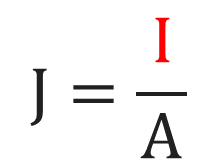 J = I / A